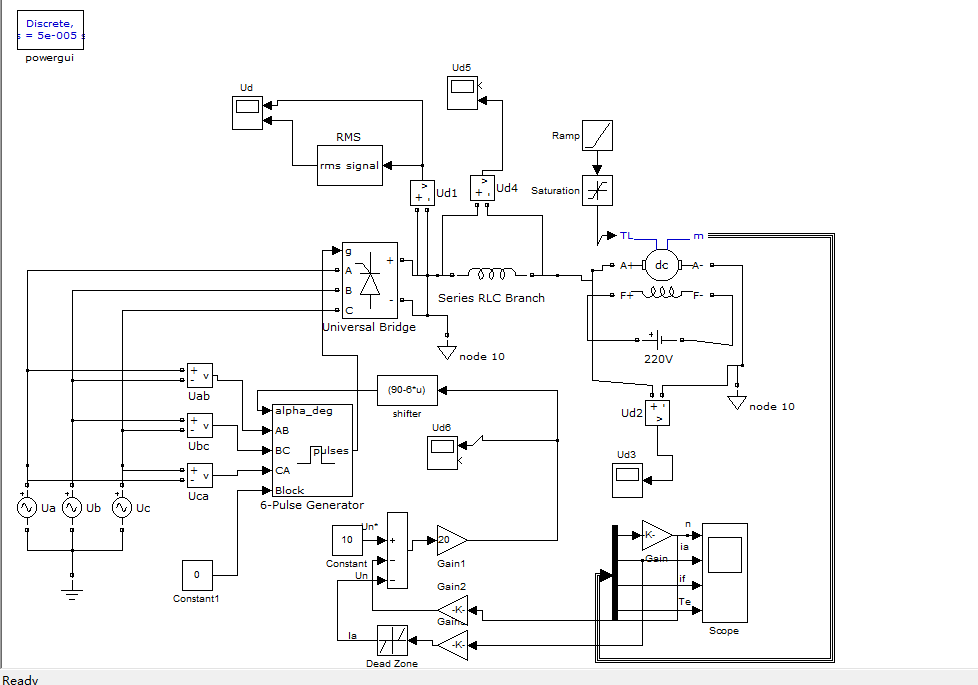 Discrete,
s = 5e-005 s
powergui
Ud
Ud5
RMS
rms signal
+
-
Ud1
+
-
Ud4
Ramp
Saturation
TL
m
A+
dc
A-
F+
F-
+
220V
g
A
B
C
+
-
Universal Bridge
Series RLC Branch
node 10
node 10
+
-
v
Uab
+
-
v
Ubc
+
-
v
Uca
(90-6*u)
shifter
alpha_deg
AB
BC
CA
Block
pulses
6-Pulse Generator
Ud6
Ud2
+
-
Ud3
+
Ua
+
Ub
+
Uc
0
Constant1
10
Constant
Un*
Un
+
-
-
20
Gain1
Gain2
-K-
-K-
Ia
Dead Zone
-K-
Gain
n
ia
if
Te
Scope
Ready